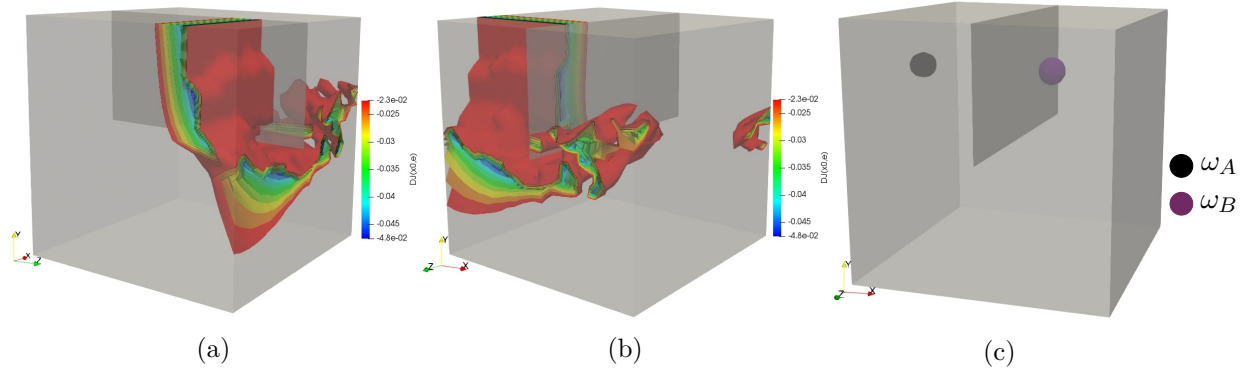 -2.3e-02
-0.025
-0.03
-0.035
-0.04
-0.045
-4.8e-02
DJ(x0,e)
Y
X
Z
(a)
-2.3e-02
-0.025
-0.03
-0.035
-0.04
-0.045
-4.8e-02
DJ(x0,e)
Y
Z
X
(b)
Y
Z
X
(c)
ω_A
ω_B